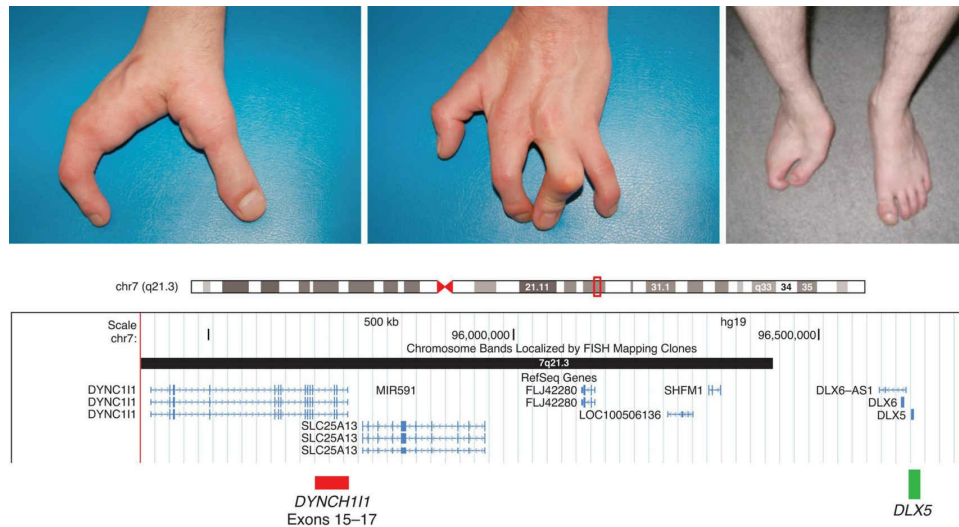 chr7 (q21.3)
21.11
31.1
q33
34
35
Scale
500 kb
hg19
chr7:
96,000,000
96,500,000
Chromosome Bands Localized by FISH Mapping Clones
7q21.3
RefSeq Genes
DYNC1I1
MIR591
FLJ42280
SHFM1
DLX6-AS1
DYNC1I1
FLJ42280
DLX6
DYNC1I1
LOC100506136
DLX5
SLC25A13
SLC25A13
SLC25A13
DYNCH1I1
Exons 15–17
DLX5